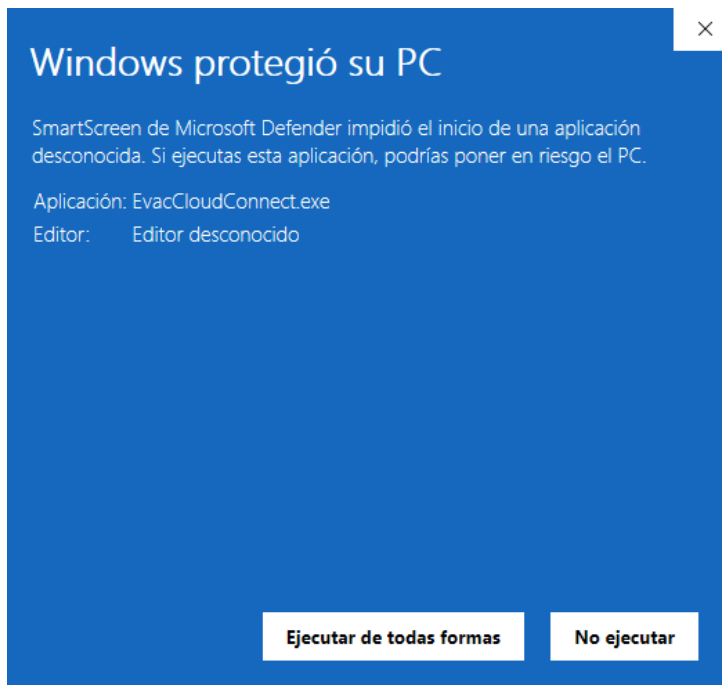 Windows protegió su PC
SmartScreen de Microsoft Defender impidió el inicio de una aplicación
desconocida. Si ejecutas esta aplicación, podrías poner en riesgo el PC.
Aplicación: EvacCloudConnect.exe
Editor: Editor desconocido
Ejecutar de todas formas No ejecutar